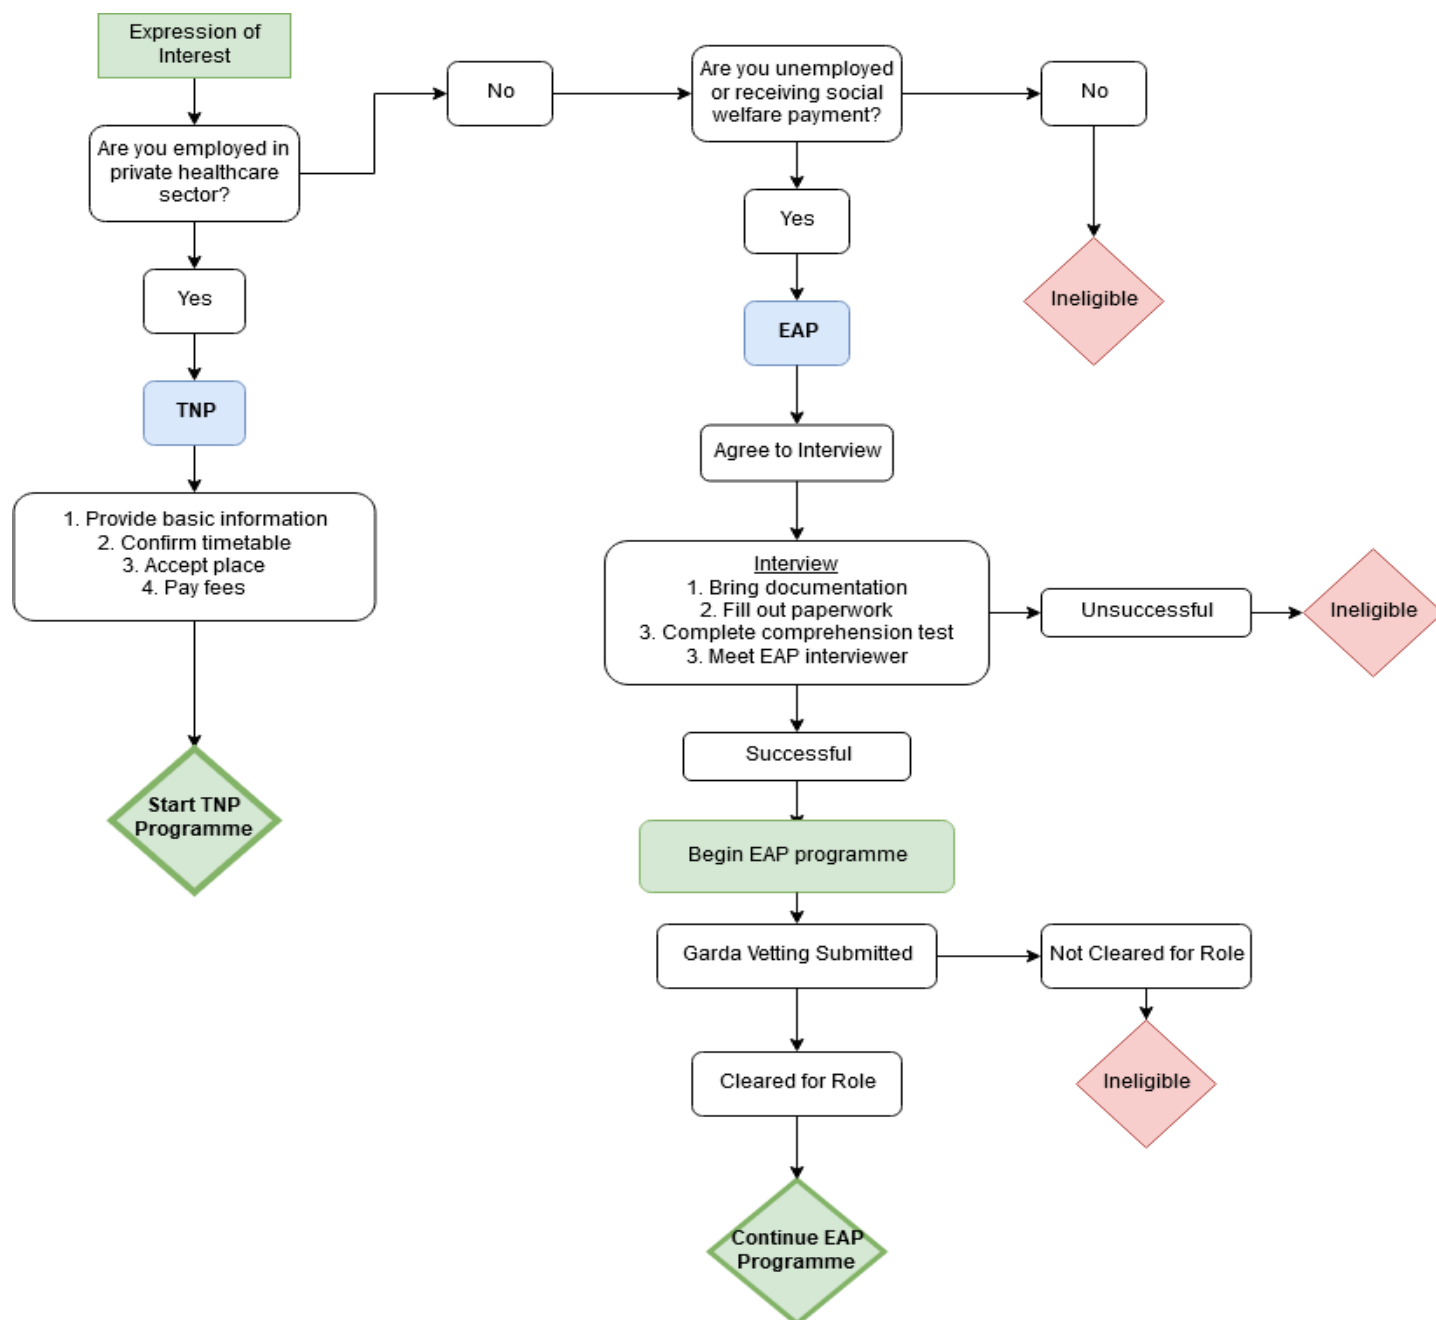 Expression of
Interest
Are you employed in
private healthcare
sector?
Yes
TNP
1. Provide basic information
2. Confirm timetable
3. Accept place
4. Pay fees
Start TNP
Programme
No
Are you unemployed
or receiving social
welfare payment?
No
Ineligible
Yes
EAP
Agree to Interview
Interview
1. Bring documentation
2. Fill out paperwork
3. Complete comprehension test
3. Meet EAP interviewer
Unsuccessful
Ineligible
Successful
Begin EAP programme
Garda Vetting Submitted
Not Cleared for Role
Ineligible
Cleared for Role
Continue EAP
Programme